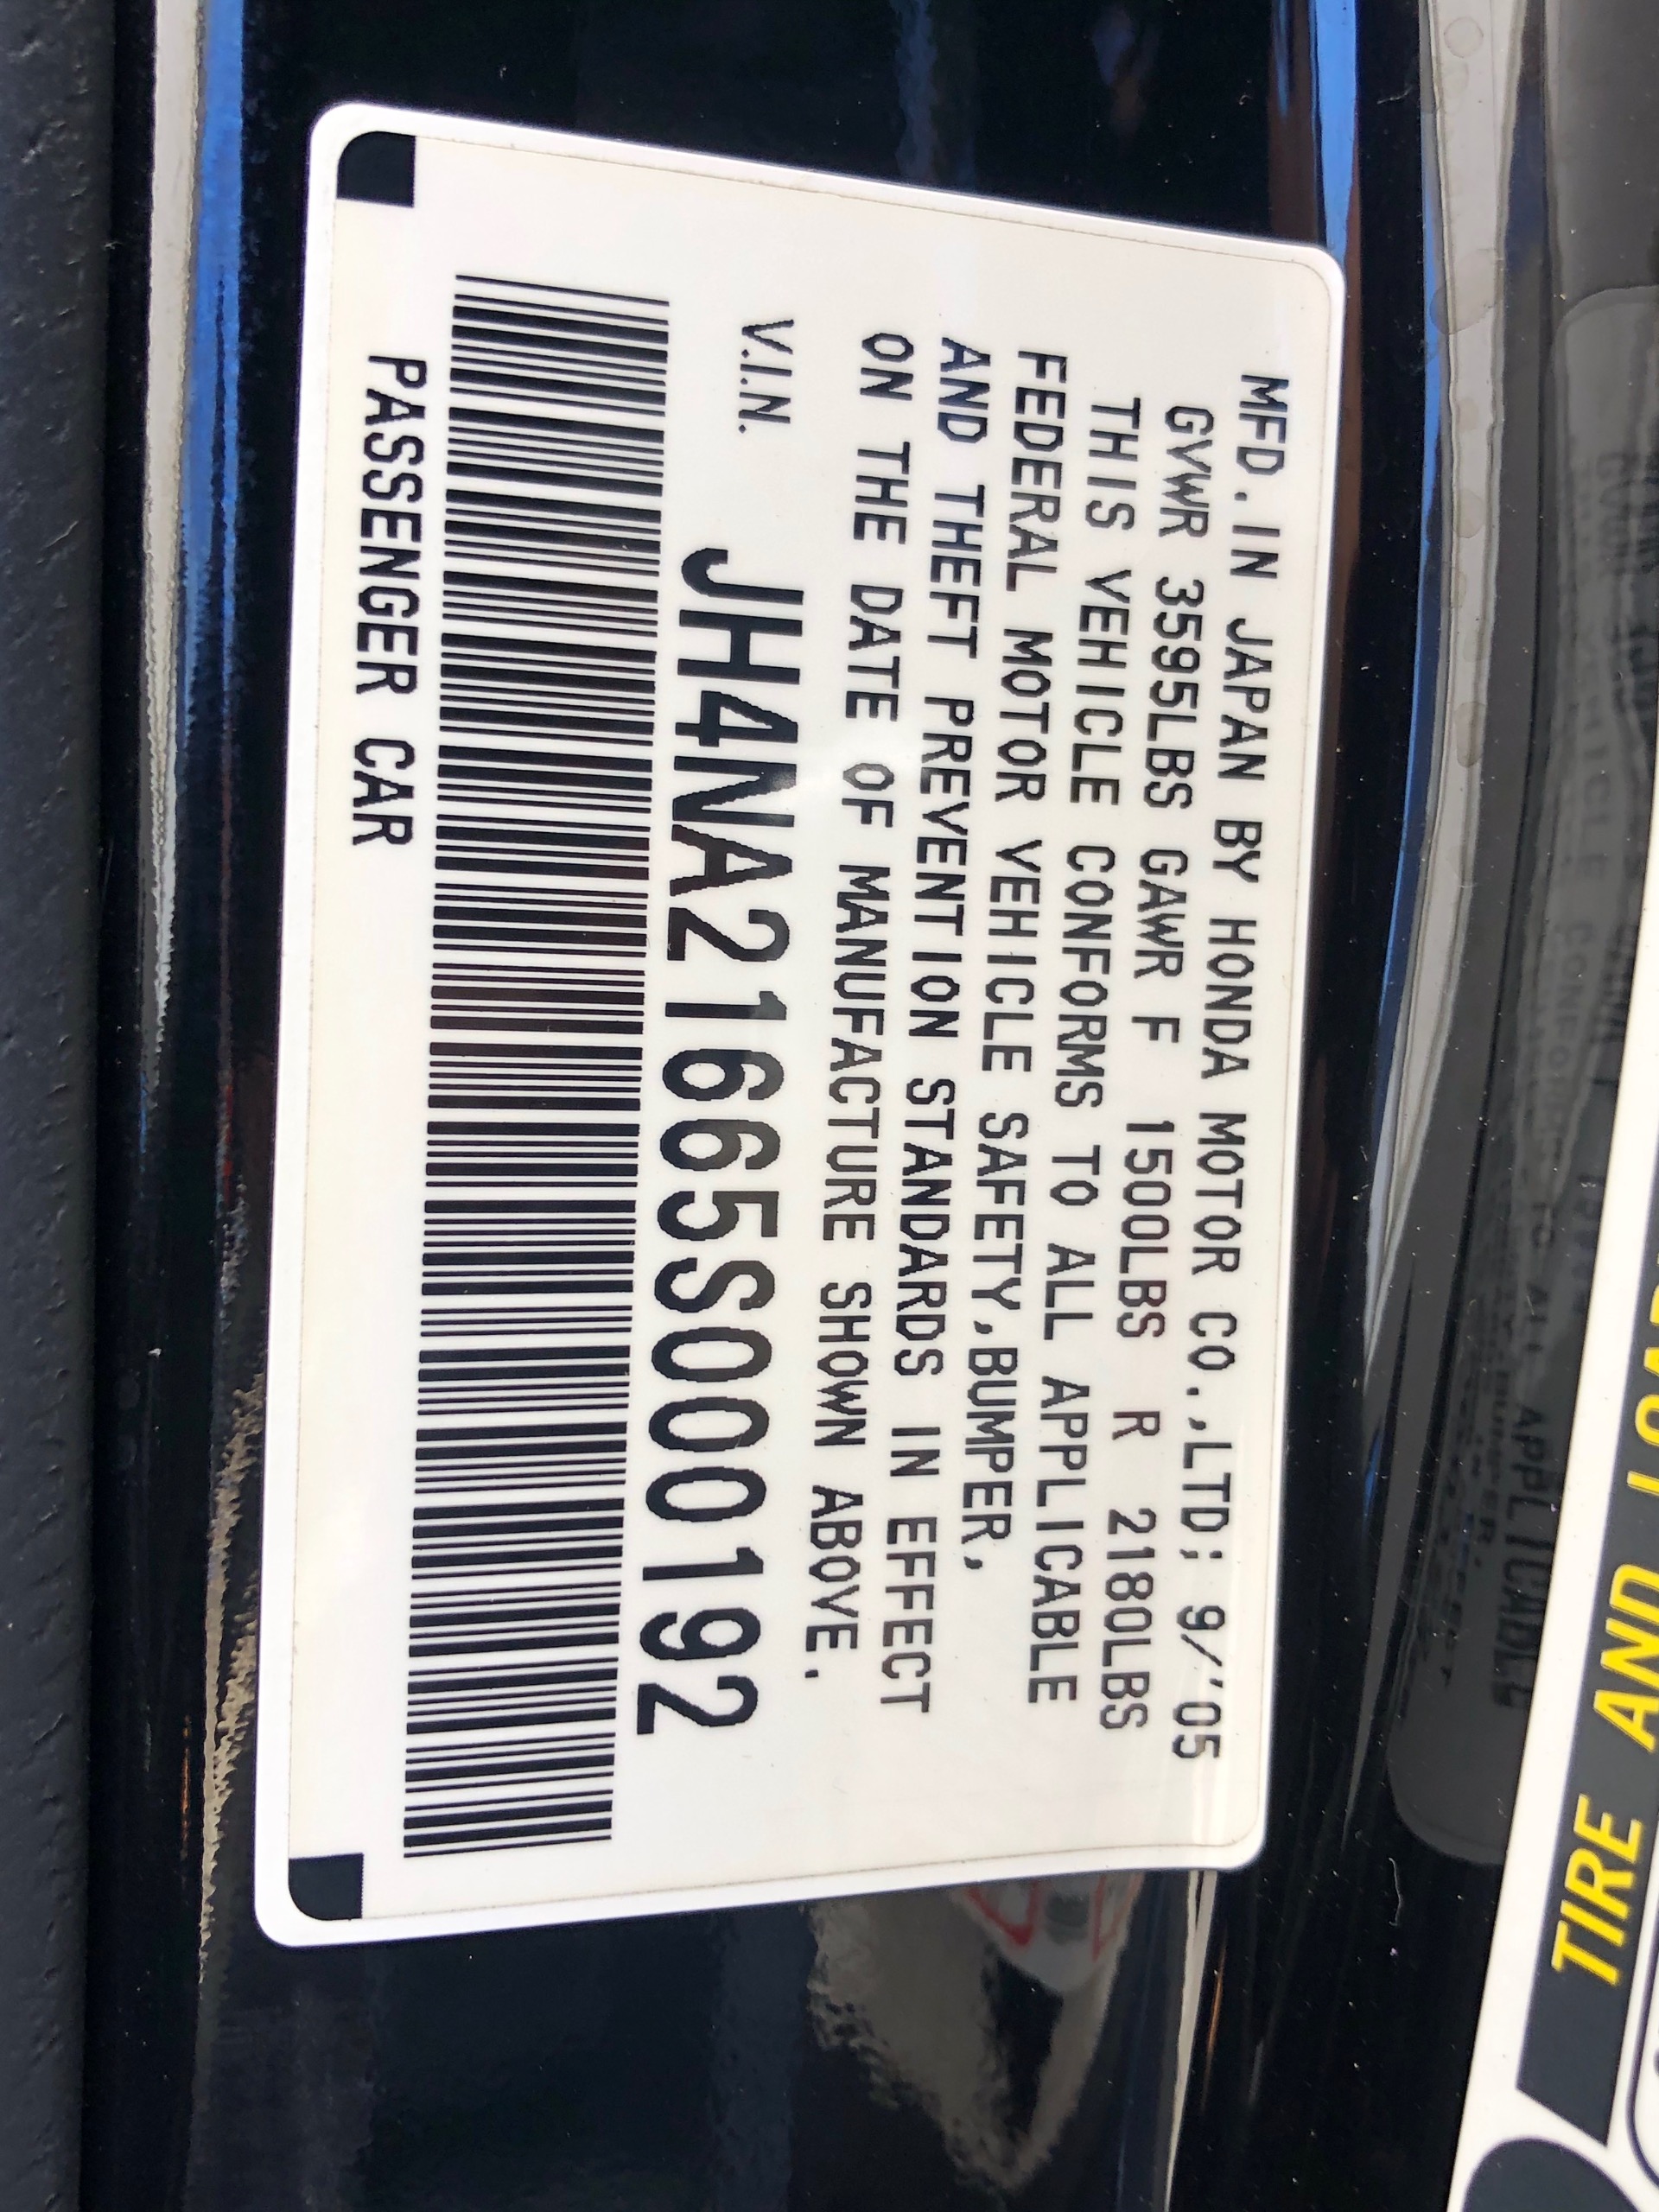 MFD.IN JAPAN BY HONDA MOTOR CO.,LTD; 9/'05
GVWR 3595LBS GAWR F 1500LBS R 2180LBS
THIS VEHICLE CONFORMS TO ALL APPLICABLE
FEDERAL MOTOR VEHICLE SAFETY,BUMPER,
AND THEFT PREVENTION STANDARDS IN EFFECT
ON THE DATE OF MANUFACTURE SHOWN ABOVE.
V.I.N. JH4NA21665S000192
PASSENGER CAR
TIRE AND